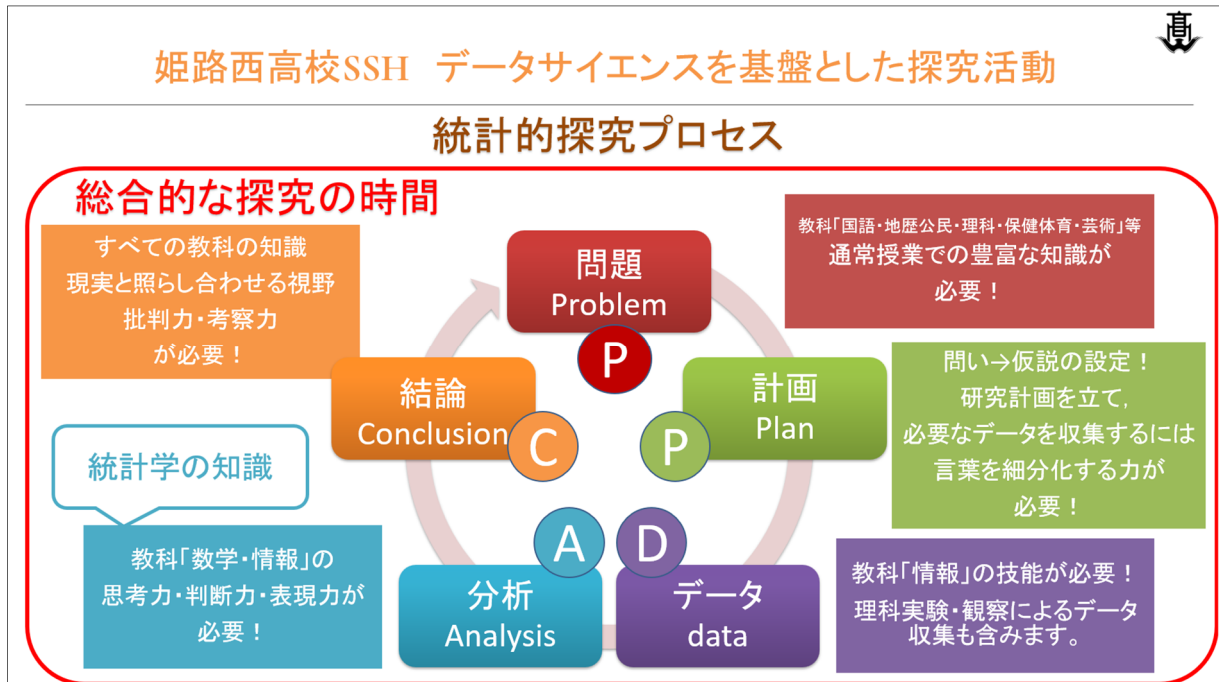 姫路西高校SSH　データサイエンスを基盤とした探究活動
統計的探究プロセス
総合的な探究の時間
すべての教科の知識
現実と照らし合わせる視野
批判力・考察力
が必要！
問題
Problem
P
教科「国語・地歴公民・理科・保健体育・芸術」等
通常授業での豊富な知識が
必要！
計画
Plan
P
問い→仮説の設定！
研究計画を立て,
必要なデータを収集するには
言葉を細分化する力が
必要！
データ
data
D
教科「情報」の技能が必要！
理科実験・観察によるデータ
収集も含みます。
分析
Analysis
A
統計学の知識
教科「数学・情報」の
思考力・判断力・表現力が
必要！
結論
Conclusion
C
高